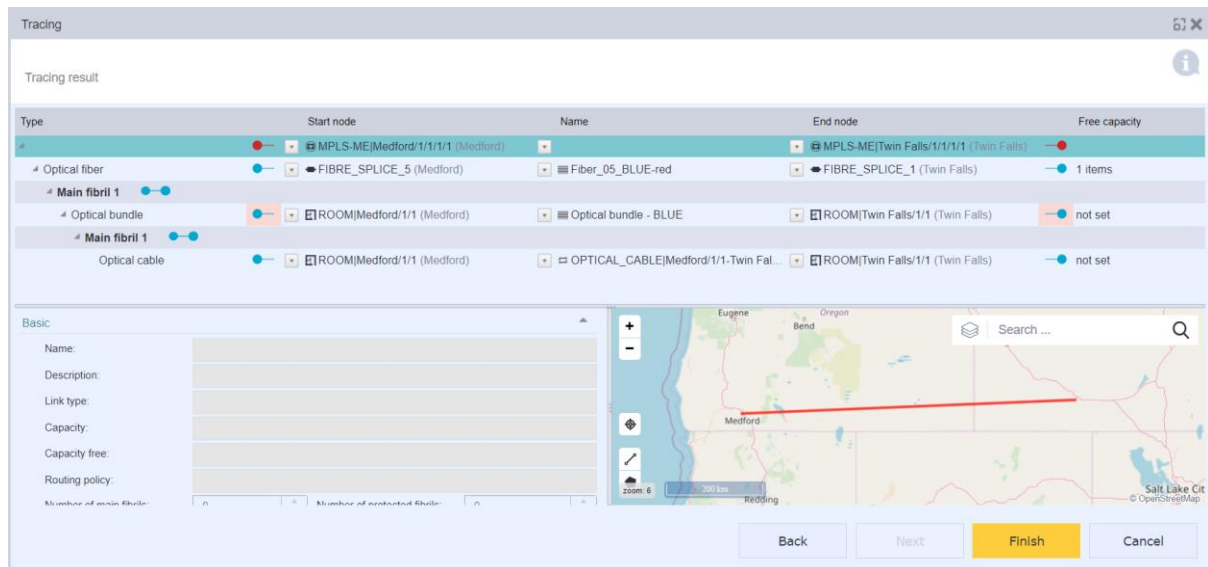 Tracing
Tracing result
Type Start node Name End node Free capacity
MPLS-ME|Medford/1/1/1/1 (Medford) MPLS-ME|Twin Falls/1/1/1/1 (Twin Falls)
Optical fiber FIBRE_SPLICE_5 (Medford) Fiber_05_BLUE-red FIBRE_SPLICE_1 (Twin Falls) 1 items
Main fibril 1
Optical bundle ROOM|Medford/1/1 (Medford) Optical bundle - BLUE ROOM|Twin Falls/1/1 (Twin Falls) not set
Main fibril 1
Optical cable ROOM|Medford/1/1 (Medford) OPTICAL_CABLE|Medford/1/1-Twin Fal... ROOM|Twin Falls/1/1 (Twin Falls) not set
Basic
Name:
Description:
Link type:
Capacity:
Capacity free:
Routing policy:
Number of main fibrils: 0 Number of protected fibrils: 0
+
−
Eugene
Oregon
Bend
Search ...
Medford
zoom: 6
200 km
Redding
Salt Lake Cit
© OpenStreetMap
Back Next Finish Cancel